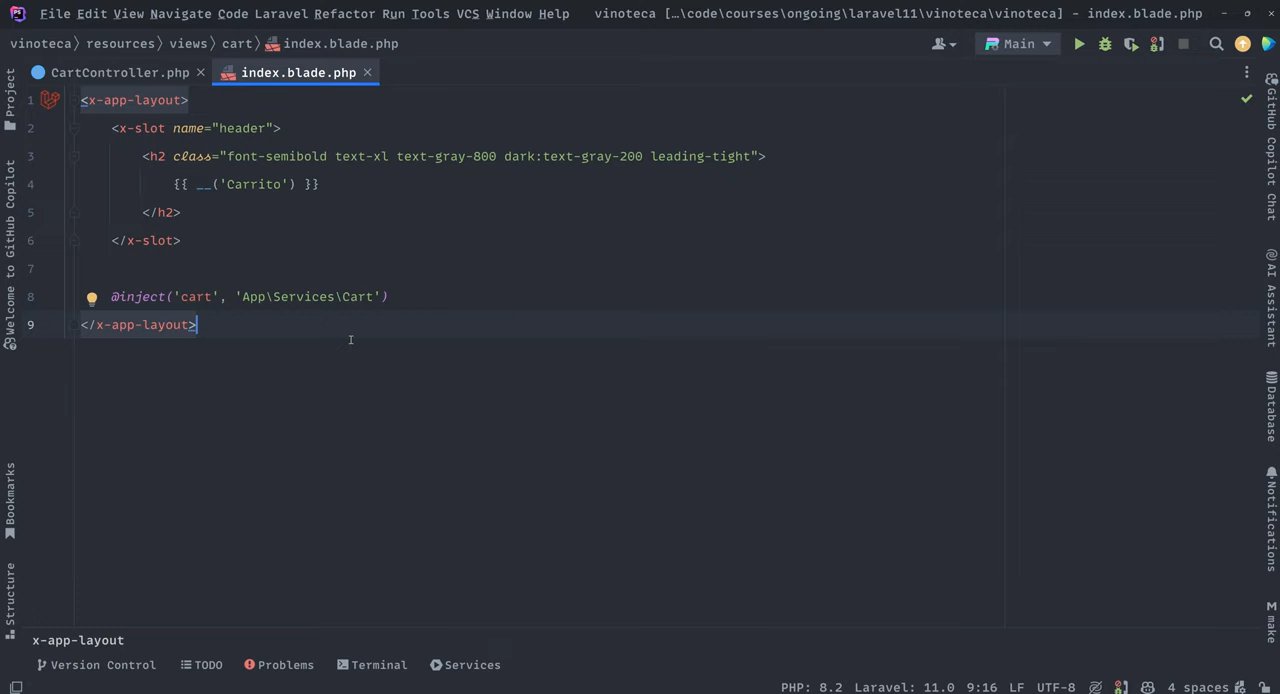 File Edit View Navigate Code Laravel Refactor Run Tools VCS Window Help vinoteca […\code\courses\ongoing\laravel11\vinoteca\vinoteca] - index.blade.php
vinoteca 〉 resources 〉 views 〉 cart 〉 index.blade.php
Main
CartController.php
index.blade.php
Project
Welcome to GitHub Copilot
Bookmarks
Structure
1 <x-app-layout>
2 <x-slot name="header">
3 <h2 class="font-semibold text-xl text-gray-800 dark:text-gray-200 leading-tight">
4 {{ __('Carrito') }}
5 </h2>
6 </x-slot>
7
8 @inject('cart', 'App\Services\Cart')
9 </x-app-layout>
GitHub Copilot Chat
AI Assistant
Database
Notifications
M make
x-app-layout
Version Control TODO Problems Terminal Services
PHP: 8.2 Laravel: 11.0 9:16 LF UTF-8 4 spaces